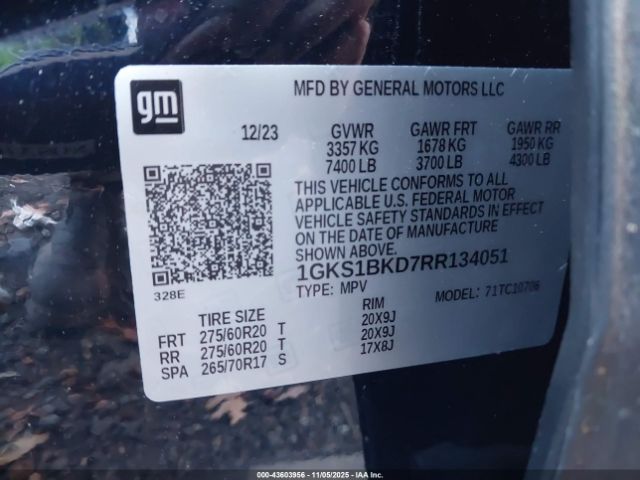 gm
MFD BY GENERAL MOTORS LLC
12/23 GVWR GAWR FRT GAWR RR
3357 KG 1678 KG 1950 KG
7400 LB 3700 LB 4300 LB
THIS VEHICLE CONFORMS TO ALL
APPLICABLE U.S. FEDERAL MOTOR
VEHICLE SAFETY STANDARDS IN EFFECT
ON THE DATE OF MANUFACTURE
SHOWN ABOVE.
1GKS1BKD7RR134051
328E
TYPE: MPV MODEL: 71TC10706
TIRE SIZE RIM
FRT 275/60R20 T 20X9J
RR 275/60R20 T 20X9J
SPA 265/70R17 S 17X8J
000-43603956 | 11/05/2025 - IAAI.COM